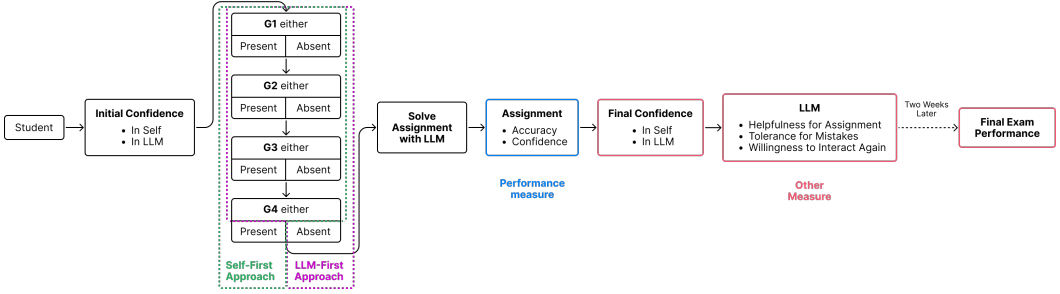 Student
Initial Confidence
• In Self
• In LLM
G1 either
Present
Absent
G2 either
Present
Absent
G3 either
Present
Absent
G4 either
Present
Absent
Self-First
Approach
LLM-First
Approach
Solve
Assignment
with LLM
Assignment
• Accuracy
• Confidence
Performance
measure
Final Confidence
• In Self
• In LLM
LLM
• Helpfulness for Assignment
• Tolerance for Mistakes
• Willingness to Interact Again
Other
Measure
Two Weeks
Later
Final Exam
Performance